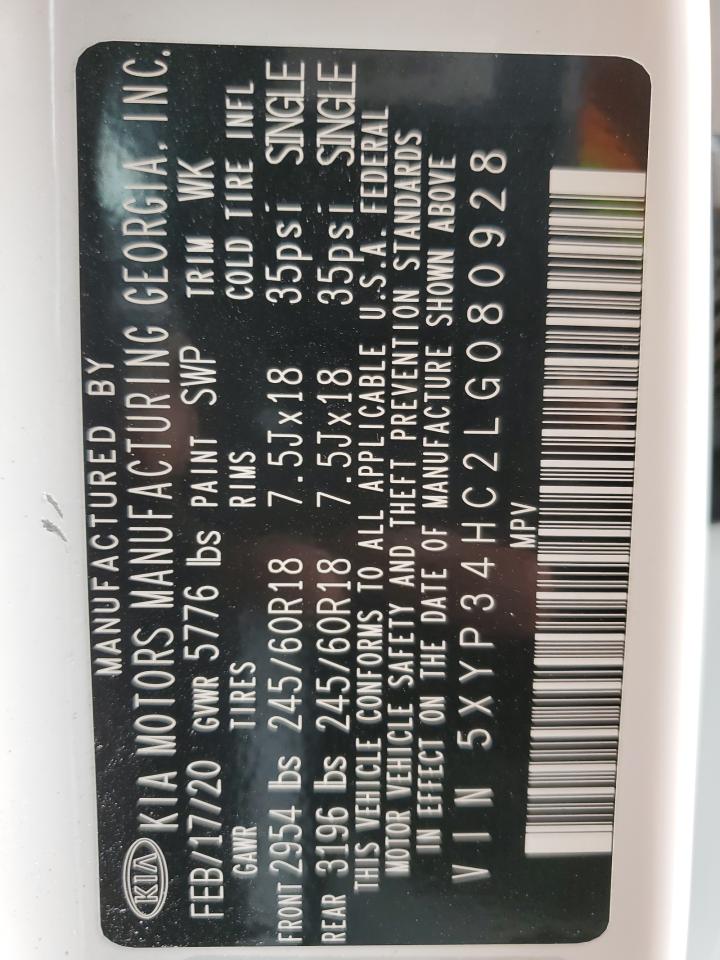 MANUFACTURED BY
KIA KIA MOTORS MANUFACTURING GEORGIA, INC.
FEB/17/20 GVWR 5776 lbs PAINT SWP TRIM WK
GAWR TIRES RIMS COLD TIRE INFL
FRONT 2954 lbs 245/60R18 7.5Jx18 35psi SINGLE
REAR 3196 lbs 245/60R18 7.5Jx18 35psi SINGLE
THIS VEHICLE CONFORMS TO ALL APPLICABLE U.S.A. FEDERAL
MOTOR VEHICLE SAFETY AND THEFT PREVENTION STANDARDS
IN EFFECT ON THE DATE OF MANUFACTURE SHOWN ABOVE
VIN 5XYP34HC2LG080928
MPV